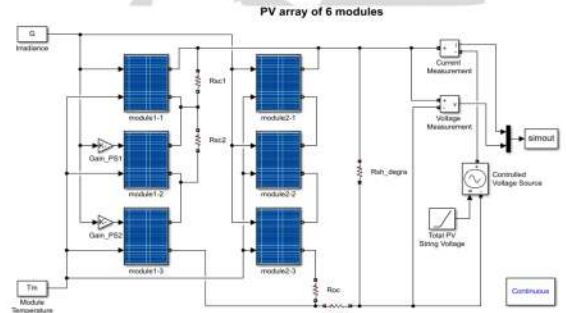 PV array of 6 modules
G
Irradiance
Rsc1
module1-1
module2-1
Current
Measurement
Gain_PS1
Rsc2
module1-2
module2-2
Rsh_degra
Voltage
Measurement
simout
Controlled
Voltage Source
Gain_PS2
module1-3
module2-3
Total PV
String Voltage
Tm
Module
Temperature
Roc
Continuous